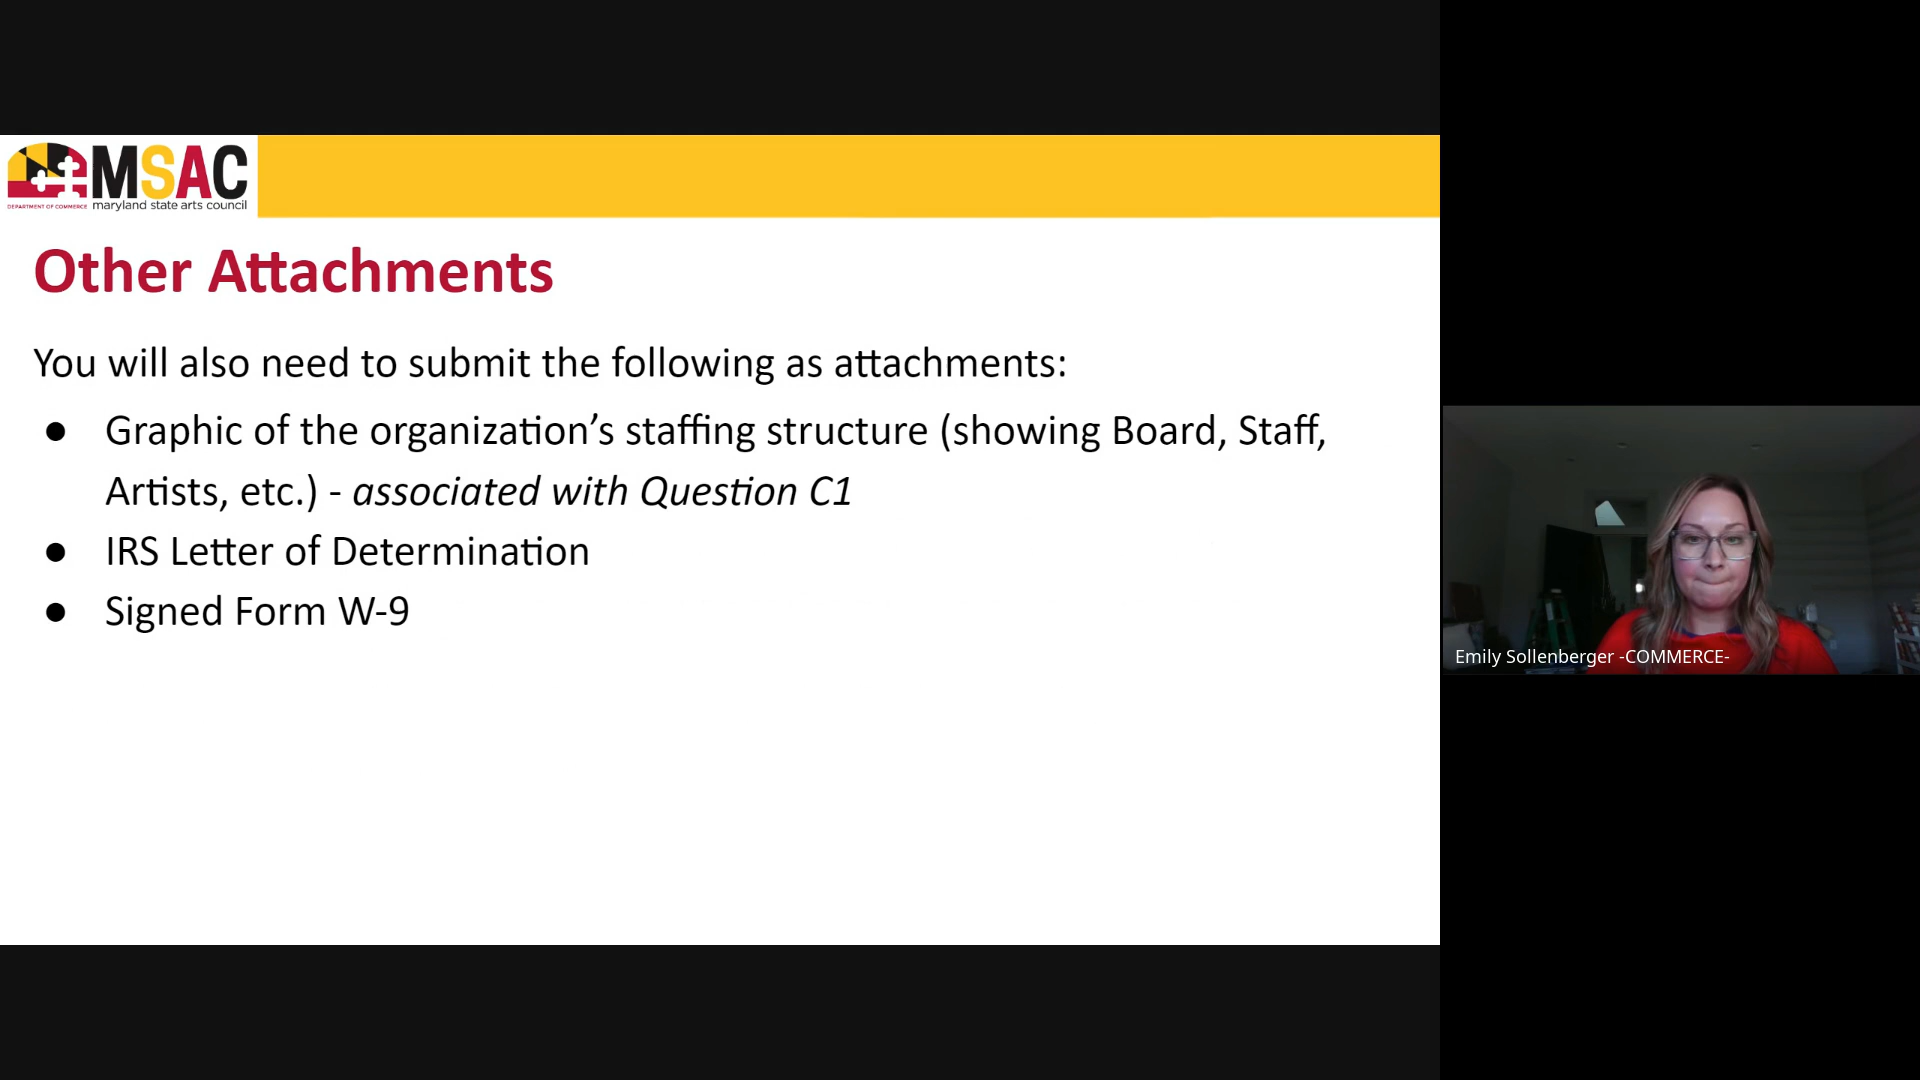 MSAC
DEPARTMENT OF COMMERCE maryland state arts council
Other Attachments
You will also need to submit the following as attachments:
● Graphic of the organization’s staffing structure (showing Board, Staff,
Artists, etc.) - associated with Question C1
● IRS Letter of Determination
● Signed Form W-9
Emily Sollenberger -COMMERCE-